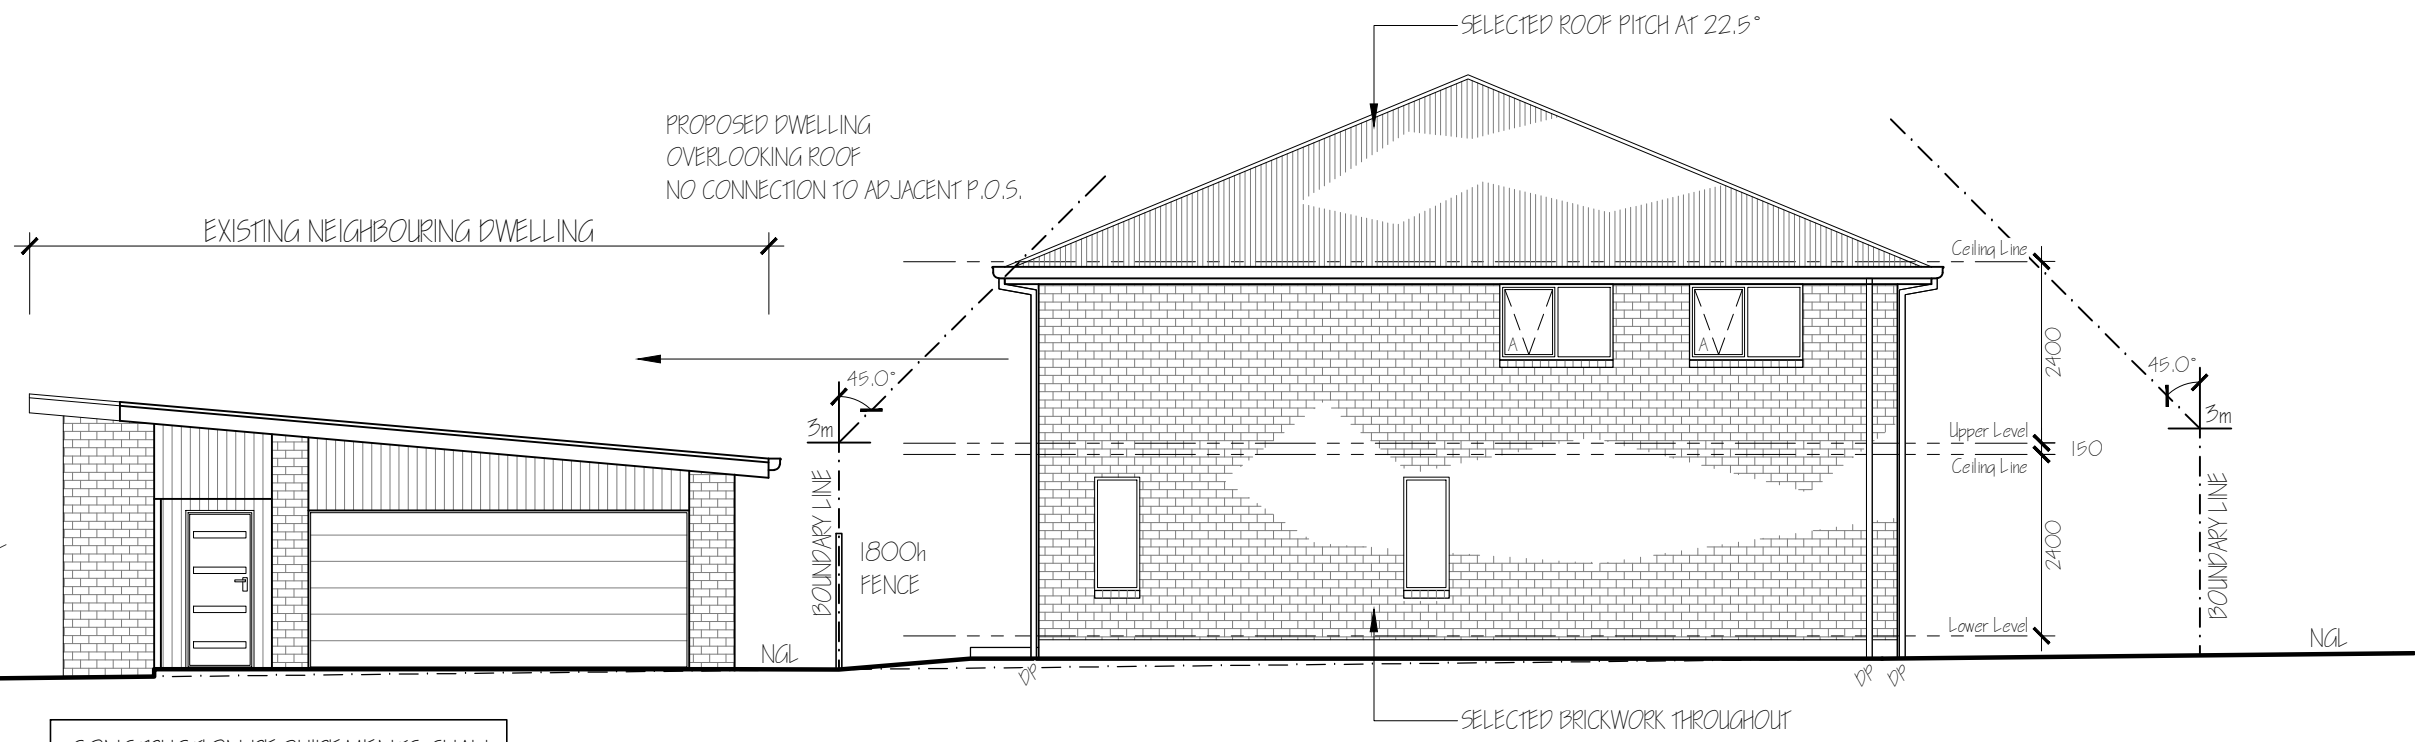 SELECTED ROOF PITCH AT 22.5°
PROPOSED DWELLING
OVERLOOKING ROOF
NO CONNECTION TO ADJACENT P.O.S.
EXISTING NEIGHBOURING DWELLING
Ceiling Line
2400
45.0°
45.0°
A
A
3m
3m
Upper Level
150
Ceiling Line
BOUNDARY LINE
BOUNDARY LINE
1800h
FENCE
2400
Lower Level
NGL
NGL
DP
DP
DP
SELECTED BRICKWORK THROUGHOUT